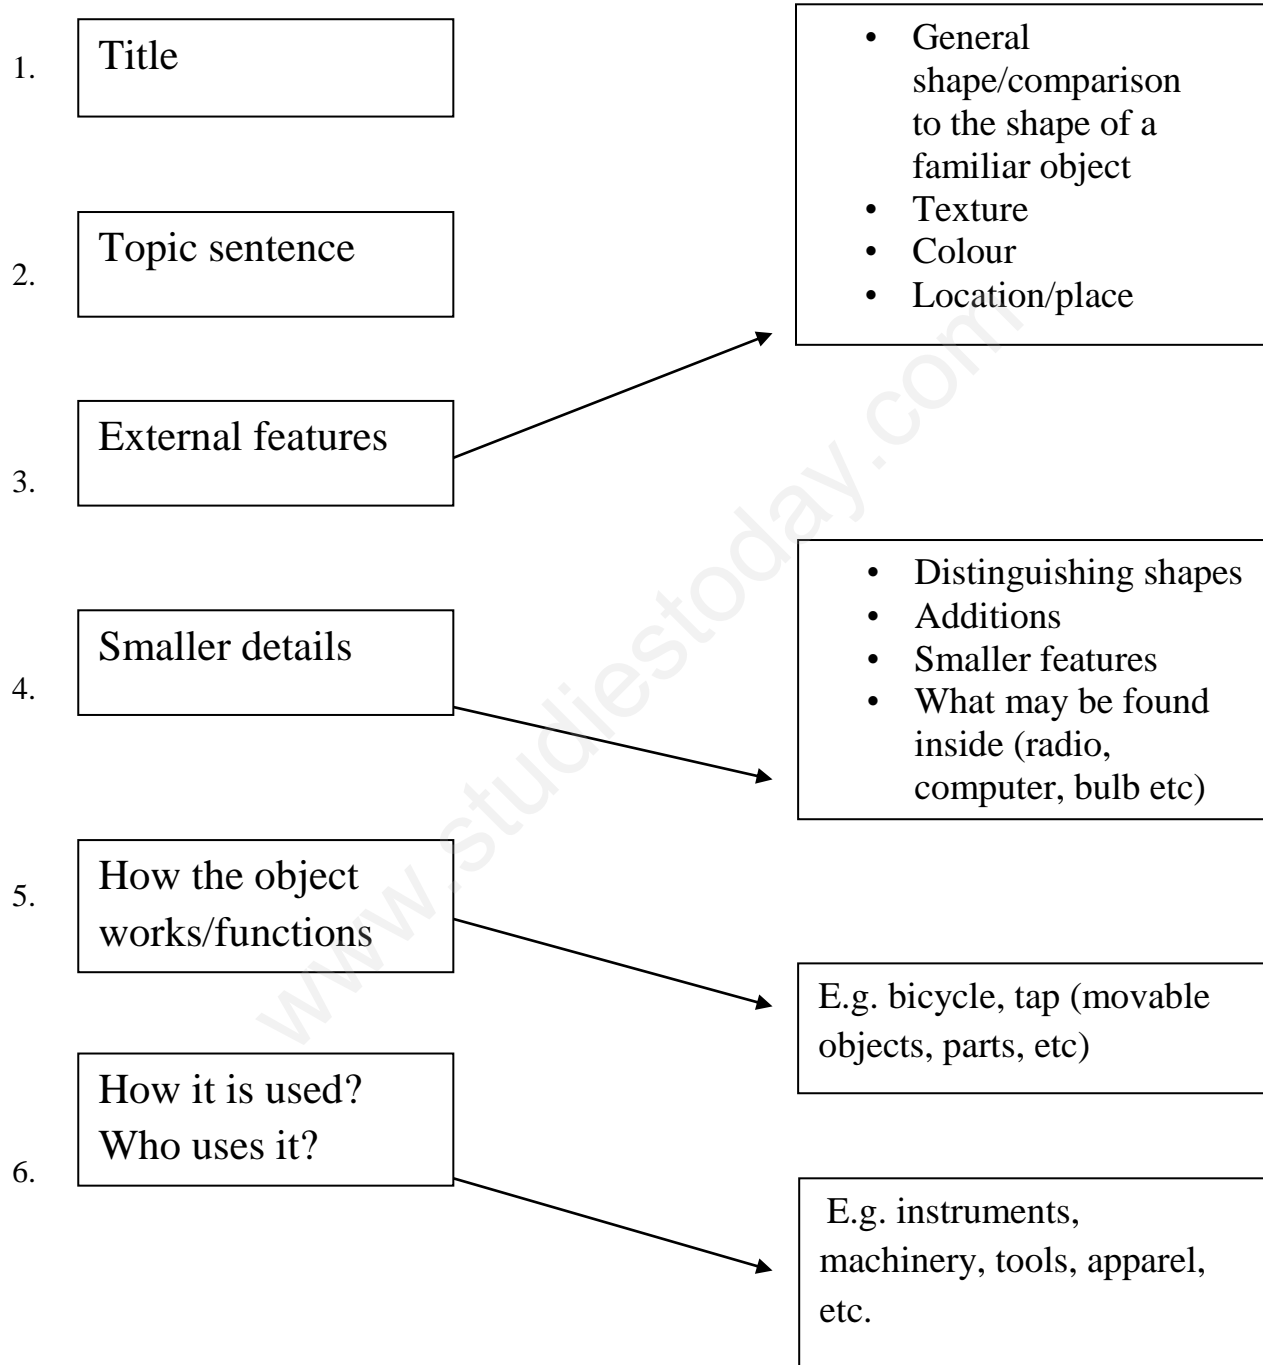 1. Title
• General
shape/comparison
to the shape of a
familiar object
• Texture
• Colour
• Location/place
2. Topic sentence
3. External features
4. Smaller details
• Distinguishing shapes
• Additions
• Smaller features
• What may be found
inside (radio,
computer, bulb etc)
5. How the object
works/functions
E.g. bicycle, tap (movable
objects, parts, etc)
6. How it is used?
Who uses it?
E.g. instruments,
machinery, tools, apparel,
etc.
www.studiestoday.com